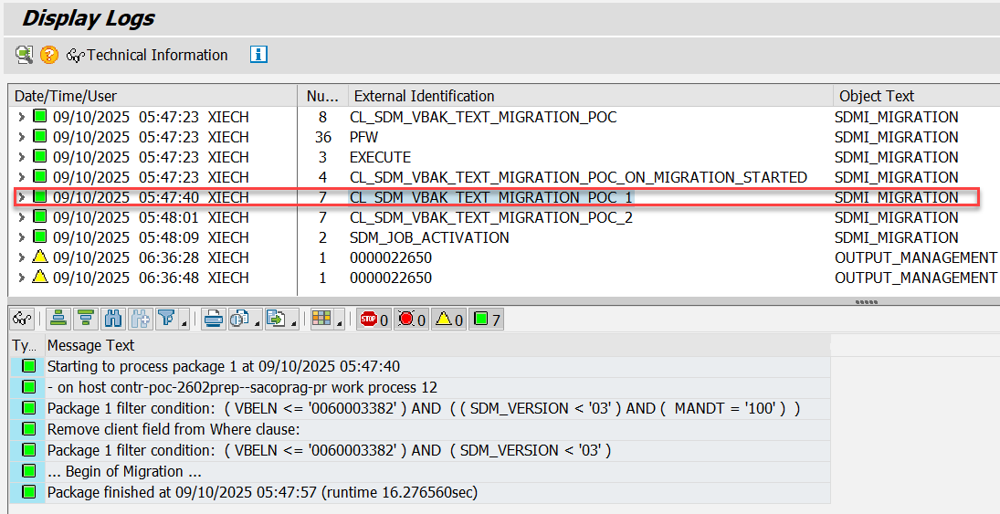 Display Logs
Technical Information
Date/Time/User Nu... External Identification Object Text
09/10/2025 05:47:23 XIECH 8 CL_SDM_VBAK_TEXT_MIGRATION_POC SDMI_MIGRATION
09/10/2025 05:47:23 XIECH 36 PFW SDMI_MIGRATION
09/10/2025 05:47:23 XIECH 3 EXECUTE SDMI_MIGRATION
09/10/2025 05:47:23 XIECH 4 CL_SDM_VBAK_TEXT_MIGRATION_POC_ON_MIGRATION_STARTED SDMI_MIGRATION
09/10/2025 05:47:40 XIECH 7 CL_SDM_VBAK_TEXT_MIGRATION_POC_1 SDMI_MIGRATION
09/10/2025 05:48:01 XIECH 7 CL_SDM_VBAK_TEXT_MIGRATION_POC_2 SDMI_MIGRATION
09/10/2025 05:48:09 XIECH 2 SDM_JOB_ACTIVATION SDMI_MIGRATION
09/10/2025 06:36:28 XIECH 1 0000022650 OUTPUT_MANAGEMENT
09/10/2025 06:36:48 XIECH 1 0000022650 OUTPUT_MANAGEMENT
STOP 0 0 0 7
Ty... Message Text
Starting to process package 1 at 09/10/2025 05:47:40
- on host contr-poc-2602prep--sacoprag-pr work process 12
Package 1 filter condition: ( VBELN <= '0060003382' ) AND ( ( SDM_VERSION < '03' ) AND ( MANDT = '100' ) )
Remove client field from Where clause:
Package 1 filter condition: ( VBELN <= '0060003382' ) AND ( SDM_VERSION < '03' )
... Begin of Migration ...
Package finished at 09/10/2025 05:47:57 (runtime 16.276560sec)